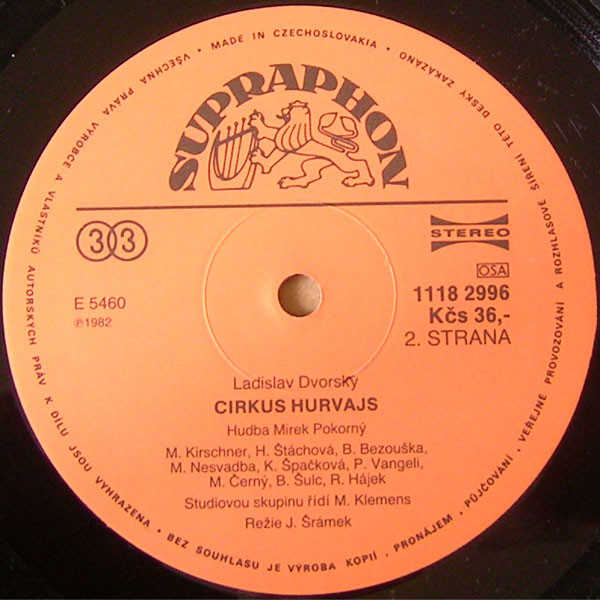 • MADE IN CZECHOSLOVAKIA •
VŠECHNA PRÁVA VÝROBCE A VLASTNÍKŮ AUTORSKÝCH PRÁV K DÍLU JSOU VYHRAZENA • BEZ SOUHLASU JE VÝROBA KOPIÍ, PRONÁJEM, PŮJČOVÁNÍ, VEŘEJNÉ PROVOZOVÁNÍ A ROZHLASOVÉ ŠÍŘENÍ TÉTO DESKY ZAKÁZÁNO
SUPRAPHON
33
STEREO
OSA
E 5460
1118 2996
℗1982
Kčs 36,-
2. STRANA
Ladislav Dvorský
CIRKUS HURVAJS
Hudba Mirek Pokorný
M. Kirschner, H. Štáchová, B. Bezouška,
M. Nesvadba, K. Špačková, P. Vangeli,
M. Černý, B. Šulc, R. Hájek
Studiovou skupinu řídí M. Klemens
Režie J. Šrámek